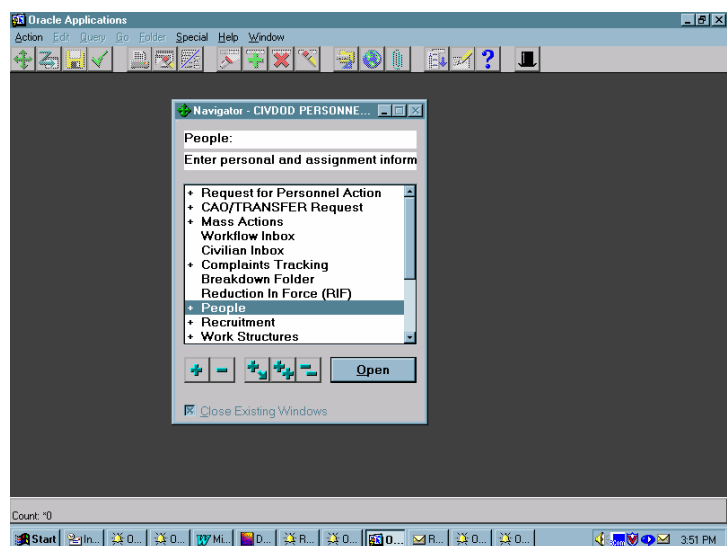 Oracle Applications
Action Edit Query Go Folder Special Help Window
Navigator - CIVDOD PERSONNE...
People:
Enter personal and assignment inform
+ Request for Personnel Action
+ CAO/TRANSFER Request
+ Mass Actions
Workflow Inbox
Civilian Inbox
+ Complaints Tracking
Breakdown Folder
Reduction In Force (RIF)
+ People
+ Recruitment
+ Work Structures
Open
Close Existing Windows
Count: *0
Start In... O... O... Mi... D... R... O... O... R... O... O... 3:51 PM